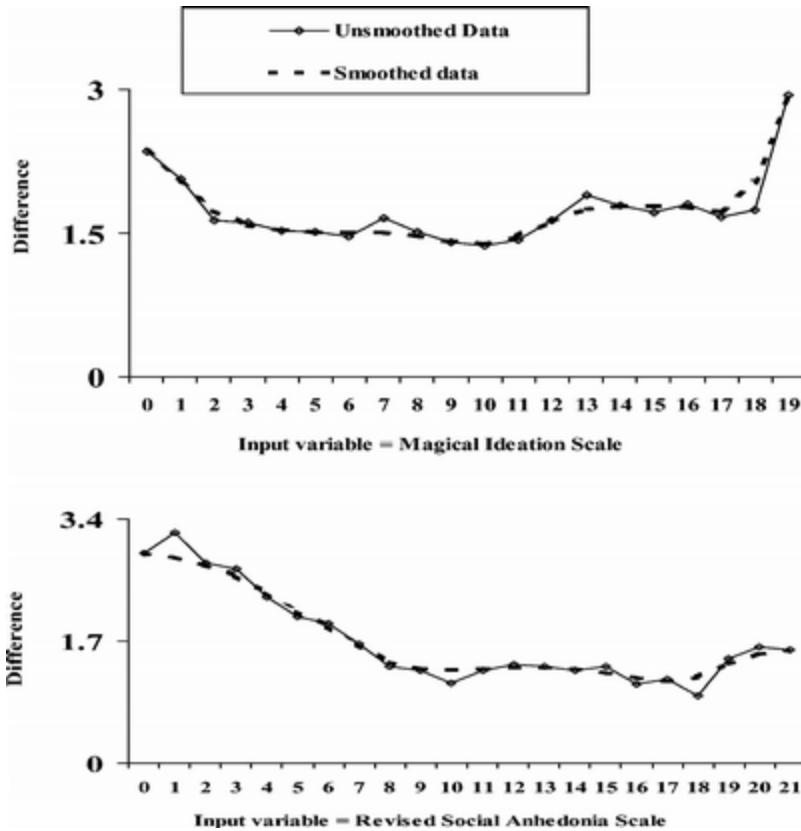 Unsmoothed Data
Smoothed data
3
1.5
0
Difference
0 1 2 3 4 5 6 7 8 9 10 11 12 13 14 15 16 17 18 19
Input variable = Magical Ideation Scale
3.4
1.7
0
Difference
0 1 2 3 4 5 6 7 8 9 10 11 12 13 14 15 16 17 18 19 20 21
Input variable = Revised Social Anhedonia Scale